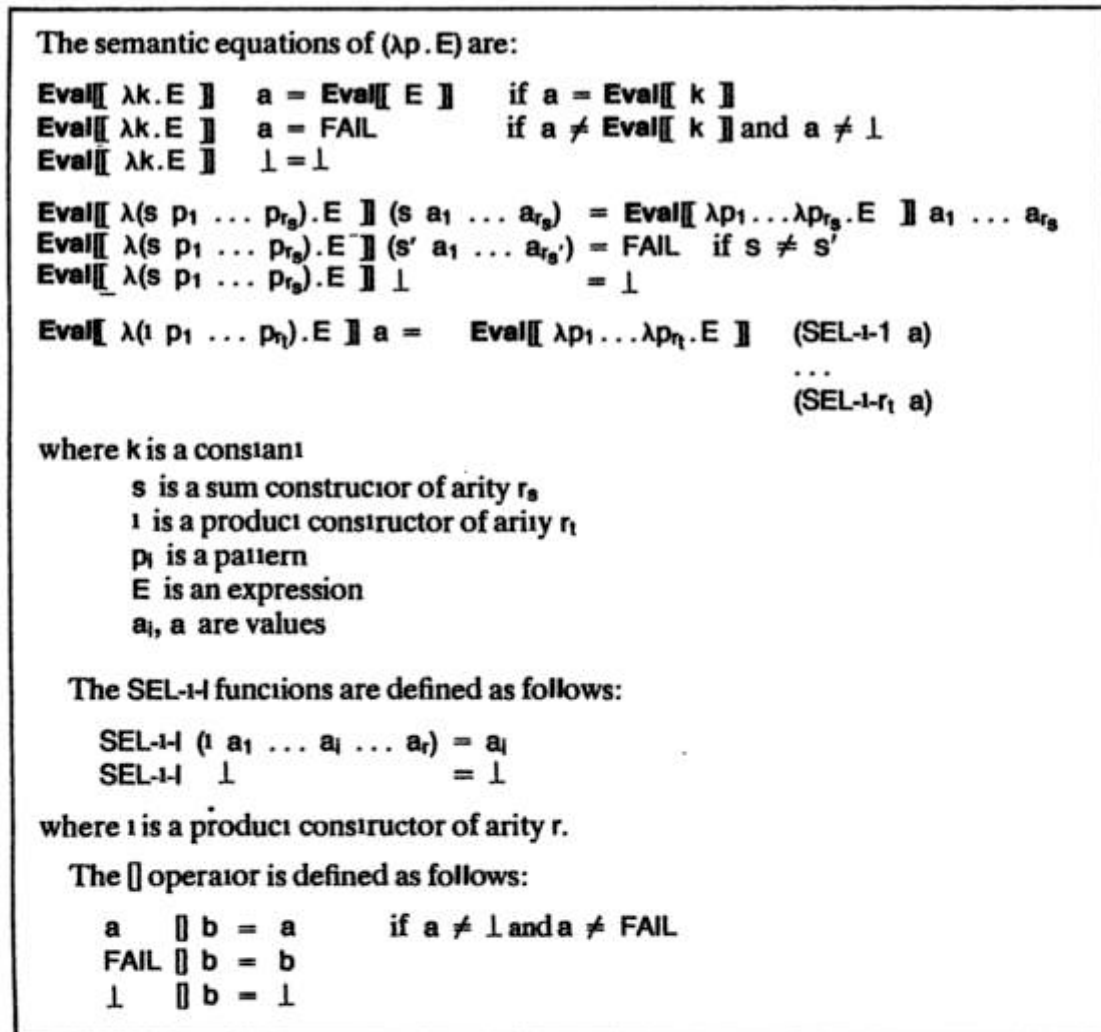 The semantic equations of (λp.E) are:
Eval⟦ λk.E ⟧ a = Eval⟦ E ⟧ if a = Eval⟦ k ⟧
Eval⟦ λk.E ⟧ a = FAIL if a ≠ Eval⟦ k ⟧ and a ≠ ⊥
Eval⟦ λk.E ⟧ ⊥ = ⊥
Eval⟦ λ(s p₁ ... pᵣₛ).E ⟧ (s a₁ ... aᵣₛ) = Eval⟦ λp₁...λpᵣₛ.E ⟧ a₁ ... aᵣₛ
Eval⟦ λ(s p₁ ... pᵣₛ).E ⟧ (s' a₁ ... aᵣₛ') = FAIL if s ≠ s'
Eval⟦ λ(s p₁ ... pᵣₛ).E ⟧ ⊥ = ⊥
Eval⟦ λ(t p₁ ... pᵣₜ).E ⟧ a = Eval⟦ λp₁...λpᵣₜ.E ⟧ (SEL-t-1 a)
...
(SEL-t-rₜ a)
where k is a constant
s is a sum constructor of arity rₛ
t is a product constructor of arity rₜ
pᵢ is a pattern
E is an expression
aᵢ, a are values
The SEL-t-i functions are defined as follows:
SEL-t-i (t a₁ ... aᵢ ... aᵣ) = aᵢ
SEL-t-i ⊥ = ⊥
where t is a product constructor of arity r.
The ▯ operator is defined as follows:
a ▯ b = a if a ≠ ⊥ and a ≠ FAIL
FAIL ▯ b = b
⊥ ▯ b = ⊥